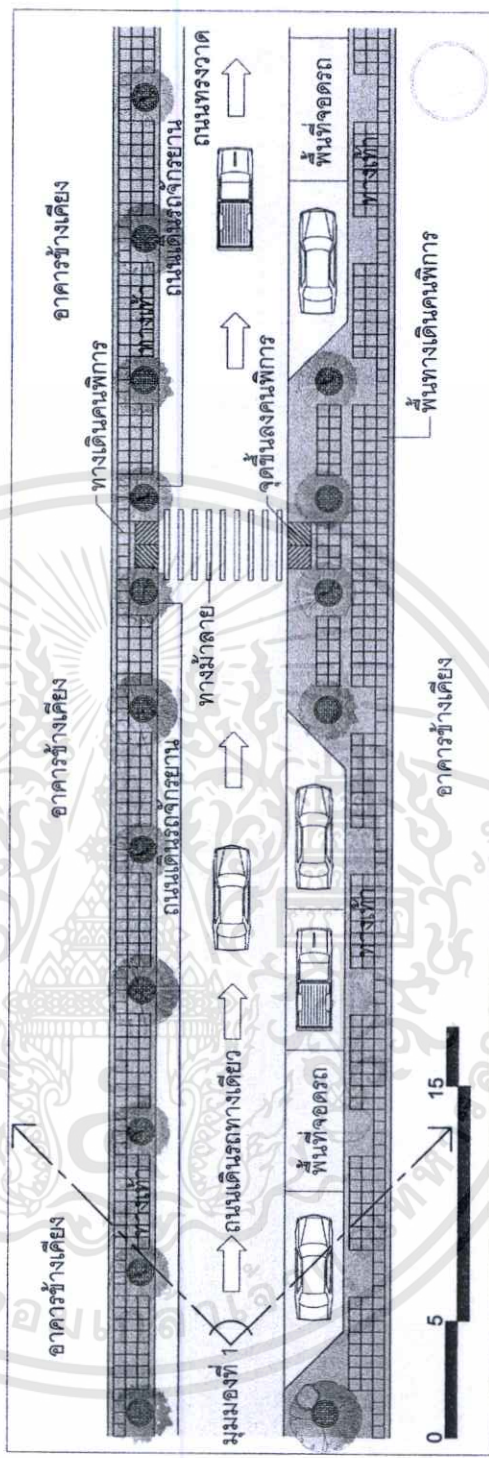 อาคารข้างเคียง
อาคารข้างเคียง
อาคารข้างเคียง
ทางเดินคนพิการ
ทางเท้า
ทางเท้า
ถนนเดินรถจักรยาน
ถนนเดินรถจักรยาน
มุมมองที่ 1
ถนนเดินรถทางเดียว
ทางม้าลาย
จุดขึ้นลงคนพิการ
ถนนทรงวาด
พื้นที่จอดรถ
พื้นที่จอดรถ
ทางเท้า
ทางเท้า
พื้นทางเดินคนพิการ
อาคารข้างเคียง
0 5 15